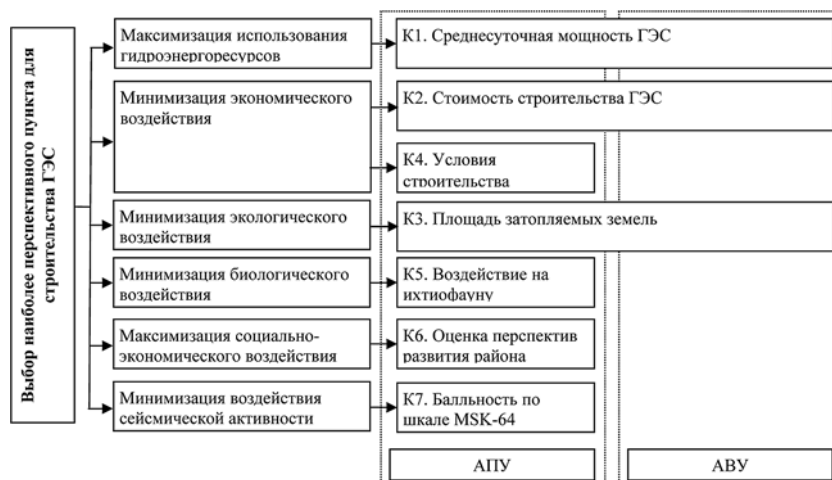 Выбор наиболее перспективного пункта для
строительства ГЭС
Максимизация использования
гидроэнергоресурсов
К1. Среднесуточная мощность ГЭС
Минимизация экономического
воздействия
К2. Стоимость строительства ГЭС
К4. Условия
строительства
Минимизация экологического
воздействия
К3. Площадь затопляемых земель
Минимизация биологического
воздействия
К5. Воздействие на
ихтиофауну
Максимизация социально-
экономического воздействия
К6. Оценка перспектив
развития района
Минимизация воздействия
сейсмической активности
К7. Балльность по
шкале MSK-64
АПУ
АВУ